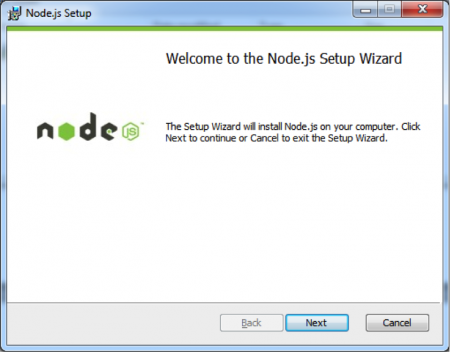 Node.js Setup
Welcome to the Node.js Setup Wizard
node JS™
The Setup Wizard will install Node.js on your computer. Click
Next to continue or Cancel to exit the Setup Wizard.
Back
Next
Cancel